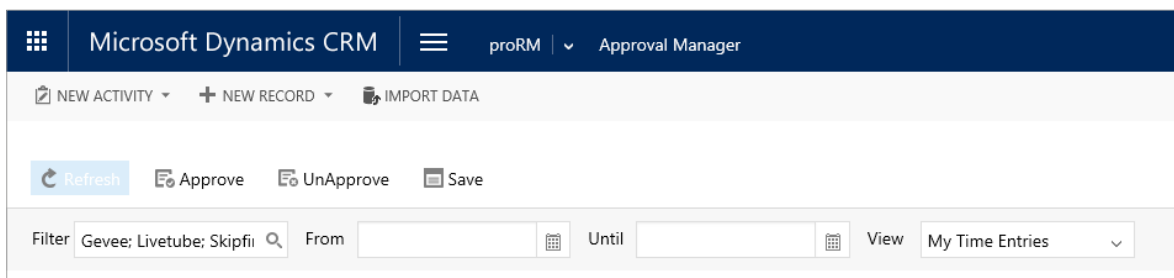 Microsoft Dynamics CRM proRM Approval Manager
NEW ACTIVITY NEW RECORD IMPORT DATA
Refresh Approve UnApprove Save
Filter Gevee; Livetube; Skipfi From Until View My Time Entries